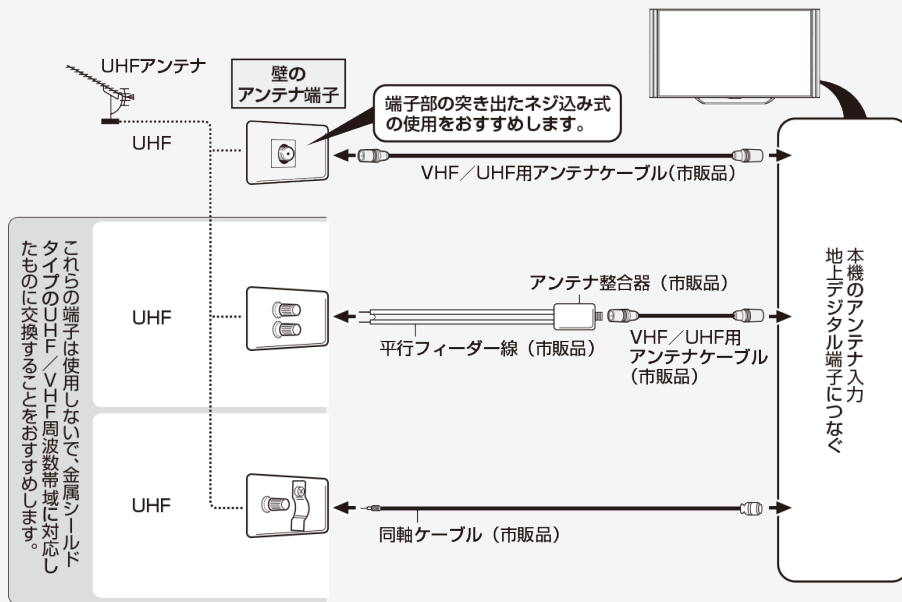 UHFアンテナ
壁の
アンテナ端子
端子部の突き出たネジ込み式
の使用をおすすめします。
UHF
VHF／UHF用アンテナケーブル(市販品)
これらの端子は使用しないで、金属シールド
タイプのUHF／VHF周波数帯域に対応し
たものに交換することをおすすめします。
UHF
アンテナ整合器（市販品）
平行フィーダー線（市販品）
VHF／UHF用
アンテナケーブル
（市販品）
UHF
同軸ケーブル（市販品）
本機のアンテナ入力
地上デジタル端子につなぐ